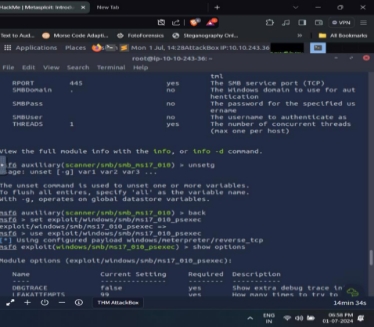 HackMe | Metasploit: Introd
New Tab
VPN
Text to Aud...
Morse Code Adapti...
FotoForensics
Steganography Onl...
All Bookmarks
Applications Places Mon 1 Jul, 14:28 AttackBox IP:10.10.243.36
root@ip-10-10-243-36:~
File Edit View Search Terminal Help
tml
RPORT 445 yes The SMB service port (TCP)
SMBDomain . no The Windows domain to use for aut
hentication
SMBPass no The password for the specified us
ername
SMBUser no The username to authenticate as
THREADS 1 yes The number of concurrent threads
(max one per host)
View the full module info with the info, or info -d command.
msf6 auxiliary(scanner/smb/smb_ms17_010) > unsetg
sage: unset [-g] var1 var2 var3 ...
The unset command is used to unset one or more variables.
To flush all entires, specify 'all' as the variable name.
With -g, operates on global datastore variables.
msf6 auxiliary(scanner/smb/smb_ms17_010) > back
msf6 > set exploit/windows/smb/ms17_010_psexec
exploit/windows/smb/ms17_010_psexec =>
msf6 > use exploit/windows/smb/ms17_010_psexec
[*] Using configured payload windows/meterpreter/reverse_tcp
msf6 exploit(windows/smb/ms17_010_psexec) > show options
Module options (exploit/windows/smb/ms17_010_psexec):
Name Current Setting Required Description
DBGTRACE false yes Show extra debug trace in
LEAKATTEMPTS 99 yes How many times to try to
THM AttackBox
14min 34s
ENG
IN
06:58 PM
01-07-2024